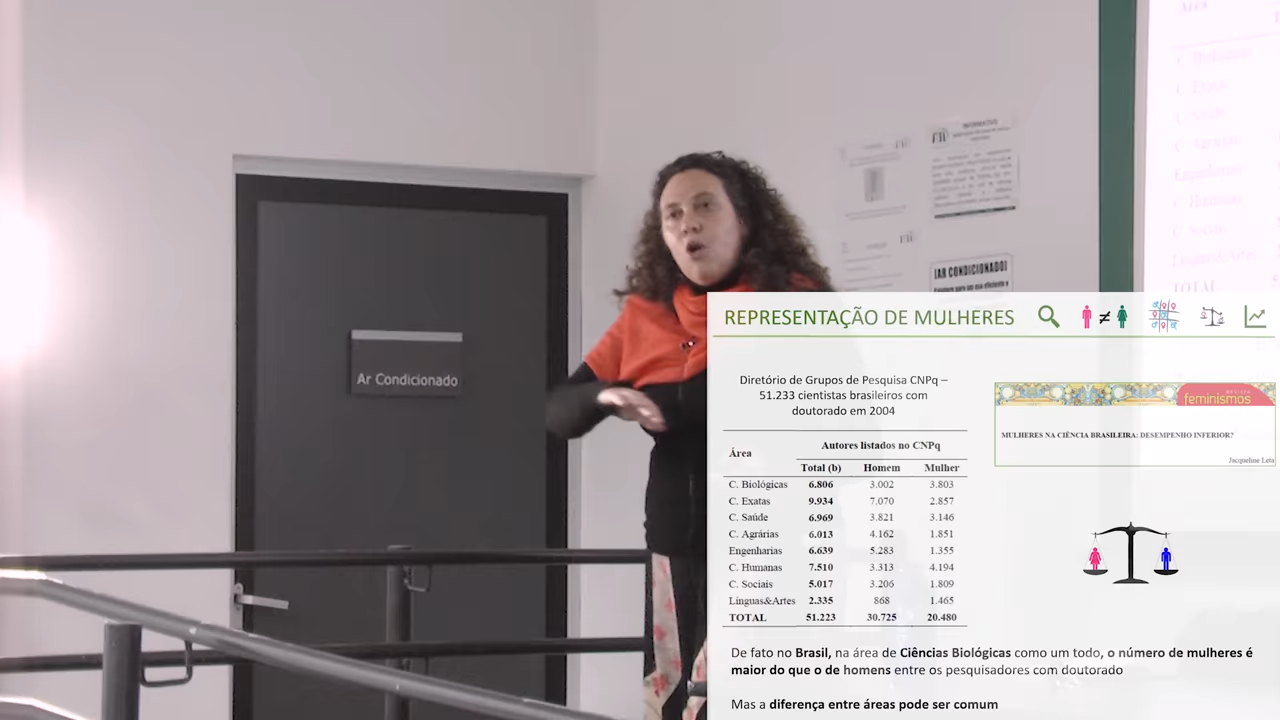 Ar Condicionado
INFORMATIVO
AR CONDICIONADO
REPRESENTAÇÃO DE MULHERES
≠
Diretório de Grupos de Pesquisa CNPq –
51.233 cientistas brasileiros com
doutorado em 2004
REVISTA
feminismos
MULHERES NA CIÊNCIA BRASILEIRA: DESEMPENHO INFERIOR?
Jacqueline Leta
Área Autores listados no CNPq
Total (b) Homem Mulher
C. Biológicas 6.806 3.002 3.803
C. Exatas 9.934 7.070 2.857
C. Saúde 6.969 3.821 3.146
C. Agrárias 6.013 4.162 1.851
Engenharias 6.639 5.283 1.355
C. Humanas 7.510 3.313 4.194
C. Sociais 5.017 3.206 1.809
Línguas&Artes 2.335 868 1.465
TOTAL 51.223 30.725 20.480
De fato no Brasil, na área de Ciências Biológicas como um todo, o número de mulheres é
maior do que o de homens entre os pesquisadores com doutorado
Mas a diferença entre áreas pode ser comum